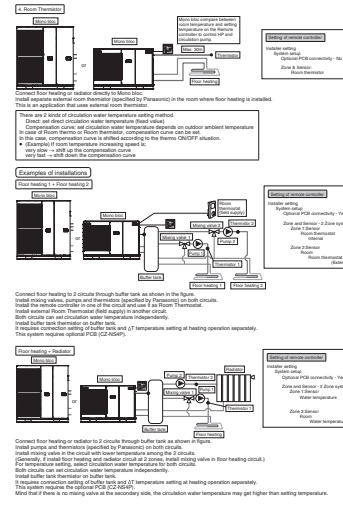 4. Room Thermistor
Mono bloc
Mono bloc
or
Mono bloc compare between
room temperature and setting
temperature on the Remote
controller to control HP and
circulation pump.
Max. 30m
Thermistor
Floor heating
Setting of remote controller
Installer setting
System setup
Optional PCB connectivity - No
Zone & Sensor:
Room thermistor
Connect floor heating or radiator directly to Mono bloc.
Install separate external room thermistor (specified by Panasonic) in the room where floor heating is installed.
This is an application that uses external room thermistor.
There are 2 kinds of circulation water temperature setting method.
Direct: set direct circulation water temperature (fixed value)
Compensation curve: set circulation water temperature depends on outdoor ambient temperature
In case of Room thermo or Room thermistor, compensation curve can be set.
In this case, compensation curve is shifted according to the thermo ON/OFF situation.
• (Example) if room temperature increasing speed is;
very slow → shift up the compensation curve
very fast → shift down the compensation curve
Examples of installations
Floor heating 1 + Floor heating 2
Mono bloc
or
Mono bloc
Buffer tank
Mixing valve 1
Mixing valve 2
Pump 1
Pump 2
Thermistor 2
Thermistor 1
Room
thermostat
(field supply)
Floor heating 1
Floor heating 2
Setting of remote controller
Installer setting
System setup
Optional PCB connectivity - Ye
Zone and Sensor - 2 Zone syst
Zone 1:Sensor
Room thermostat
Internal
Zone 2:Sensor
Room
Room thermostat
(Exter
Connect floor heating to 2 circuits through buffer tank as shown in figure.
Install mixing valves, pumps and thermistors (specified by Panasonic) on both circuits.
Install the remote controller in one of the circuit and use it as Room Thermostat.
Install external Room Thermostat (field supply) in another circuit.
Both circuits can set circulation water temperature independently.
Install buffer tank thermistor on buffer tank.
It requires connection setting of buffer tank and ΔT temperature setting at heating operation separately.
This system requires optional PCB (CZ-NS4P).
Floor heating + Radiator
Mono bloc
or
Mono bloc
Buffer tank
Pump 2
Thermistor 2
Mixing valve 1
Pump 1
Radiator
Thermistor 1
Floor heating
Setting of remote controller
Installer setting
System setup
Optional PCB connectivity - Ye
Zone and Sensor - 2 Zone syst
Zone 1:Sensor
Water temperature
Zone 2:Sensor
Room
Water temperatu
Connect floor heating or radiator to 2 circuits through buffer tank as shown in figure.
Install pumps and thermistors (specified by Panasonic) on both circuits.
Install mixing valve in the circuit with lower temperature among the 2 circuits.
(Generally, if install floor heating and radiator circuit at 2 zones, install mixing valve in floor heating circuit.)
For temperature setting, select circulation water temperature for both circuits.
Both circuits can set circulation water temperature independently.
Install buffer tank thermistor on buffer tank.
It requires connection setting of buffer tank and ΔT temperature setting at heating operation separately.
This system requires the optional PCB (CZ-NS4P).
Mind that if there is no mixing valve at the secondary side, the circulation water temperature may get higher than setting temperature.